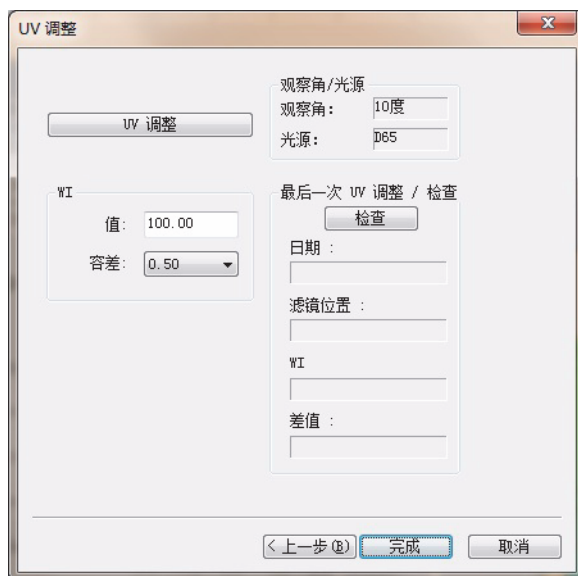 UV 调整
UV 调整
观察角/光源
观察角:
10度
光源:
D65
WI
值:
100.00
容差:
0.50
最后一次 UV 调整 / 检查
检查
日期 :
滤镜位置 :
WI
差值 :
< 上一步(B)
完成
取消